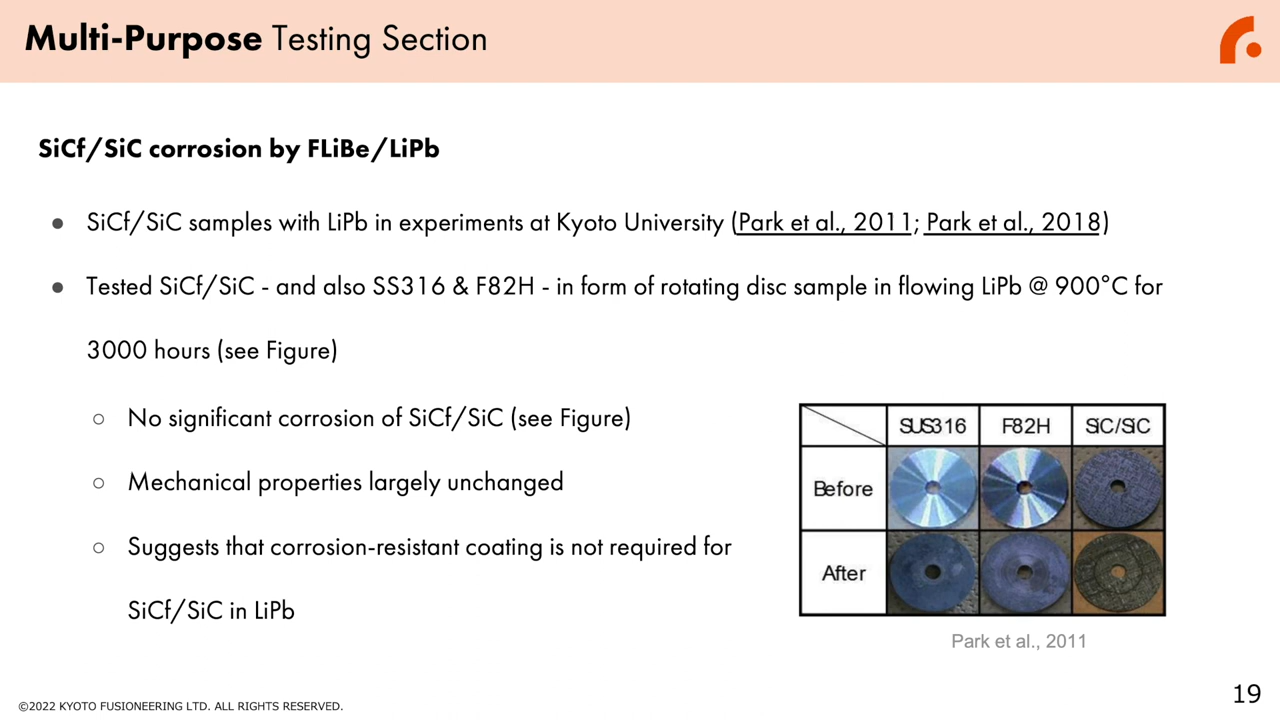 Multi-Purpose Testing Section
SiCf/SiC corrosion by FLiBe/LiPb
● SiCf/SiC samples with LiPb in experiments at Kyoto University (Park et al., 2011; Park et al., 2018)
● Tested SiCf/SiC - and also SS316 & F82H - in form of rotating disc sample in flowing LiPb @ 900°C for
3000 hours (see Figure)
○ No significant corrosion of SiCf/SiC (see Figure)
○ Mechanical properties largely unchanged
○ Suggests that corrosion-resistant coating is not required for
SiCf/SiC in LiPb
SUS316 F82H SiC/SiC
Before
After
Park et al., 2011
©2022 KYOTO FUSIONEERING LTD. ALL RIGHTS RESERVED.
19